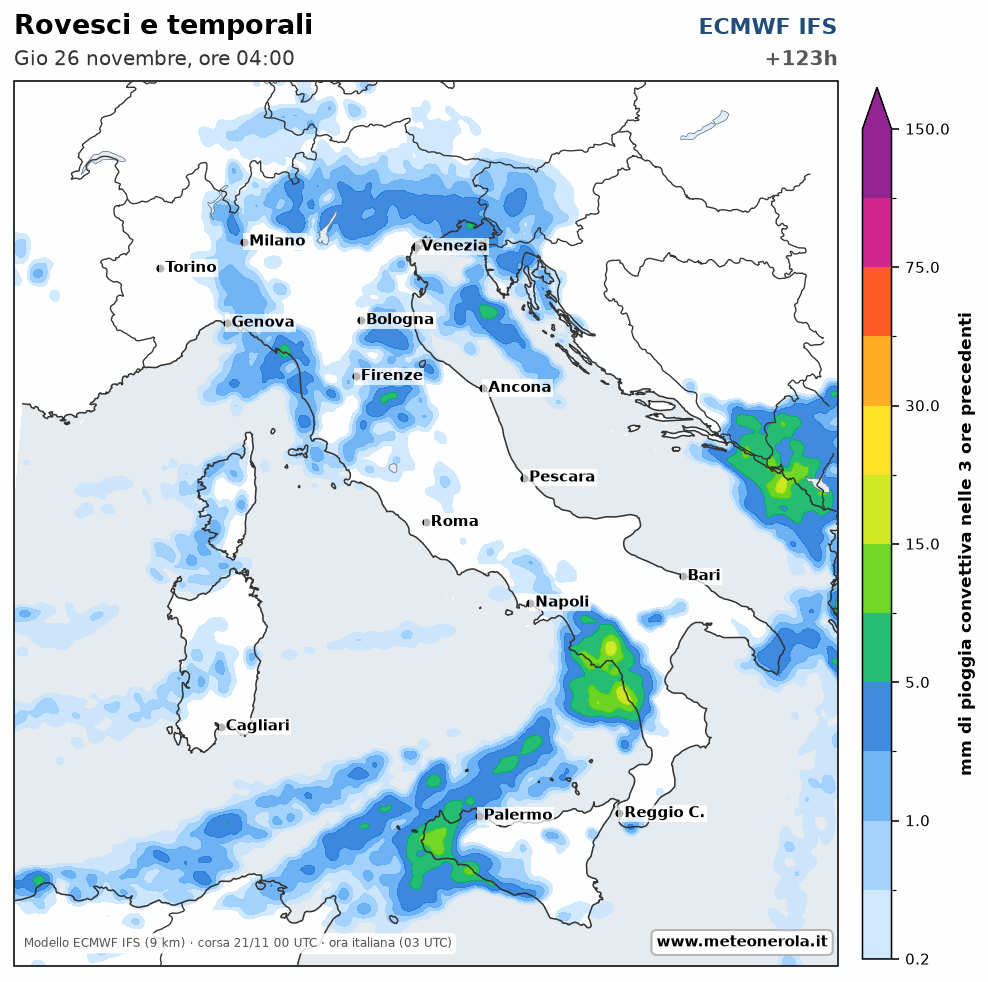 Rovesci e temporali
ECMWF IFS
Gio 26 novembre, ore 04:00
+123h
Milano
Venezia
Torino
Genova
Bologna
Firenze
Ancona
Pescara
Roma
Bari
Napoli
Cagliari
Palermo
Reggio C.
150.0
75.0
30.0
15.0
5.0
1.0
0.2
mm di pioggia convettiva nelle 3 ore precedenti
Modello ECMWF IFS (9 km) · corsa 21/11 00 UTC · ora italiana (03 UTC)
www.meteonerola.it